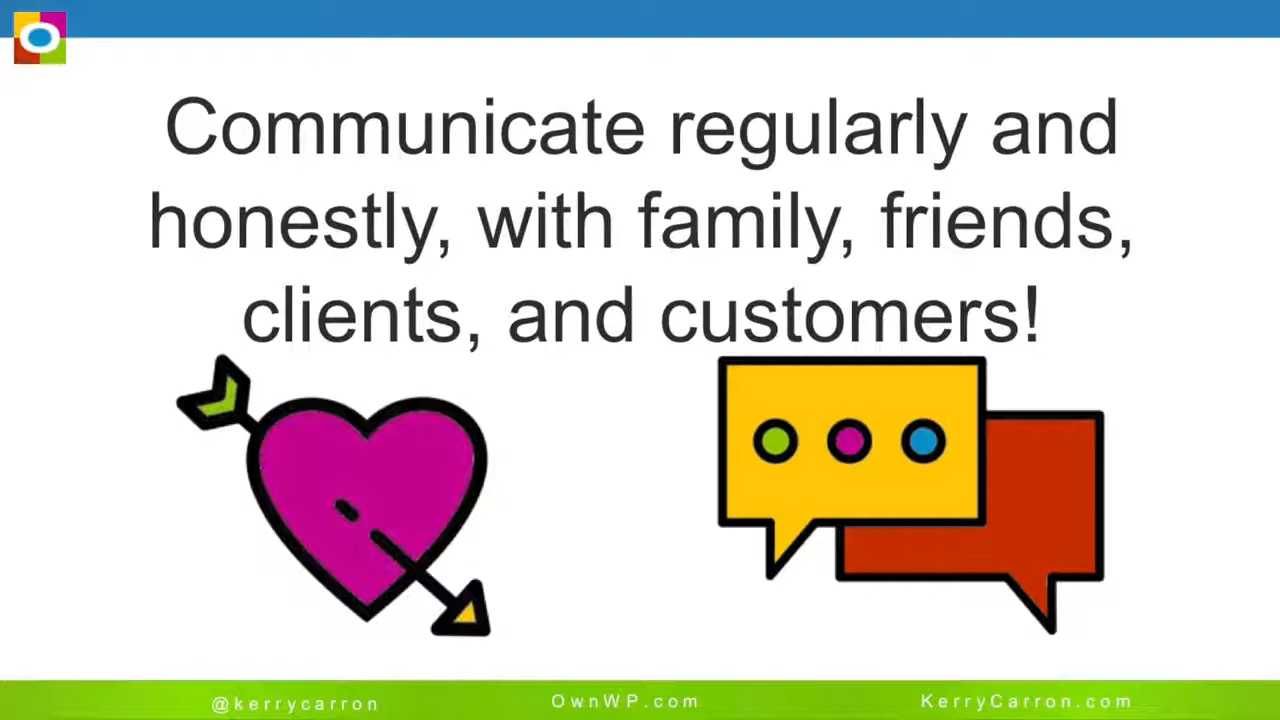 Communicate regularly and
honestly, with family, friends,
clients, and customers!
@kerrycarron
OwnWP.com
KerryCarron.com